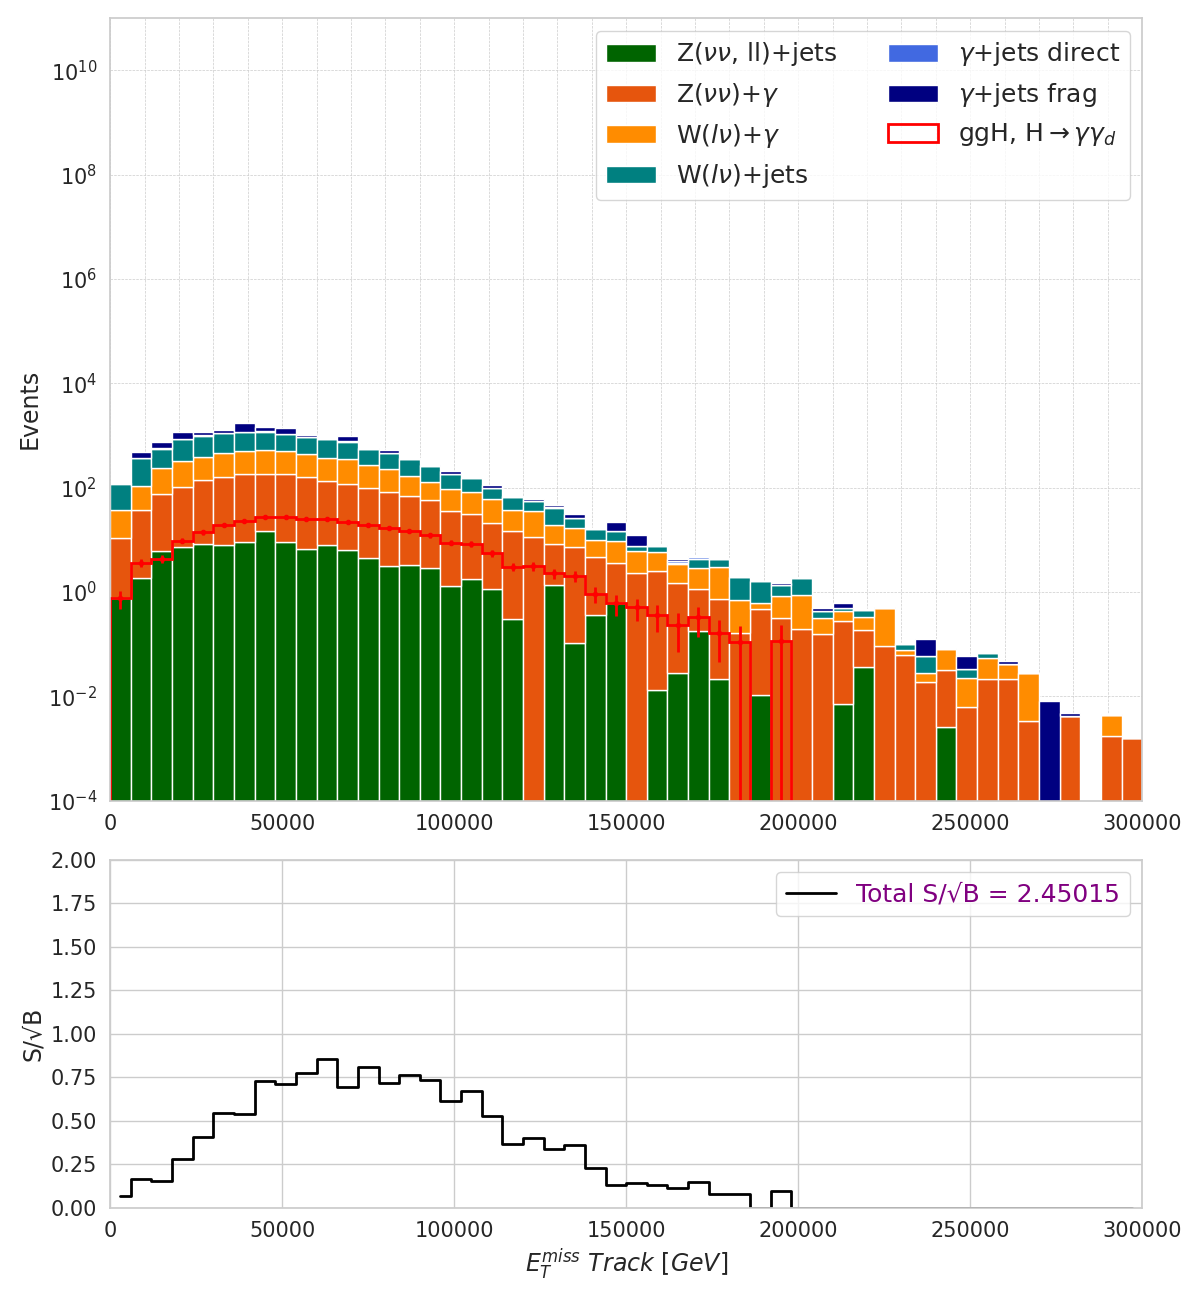 Z(νν, ll)+jets
Z(νν)+γ
W(lν)+γ
W(lν)+jets
γ+jets direct
γ+jets frag
ggH, H→γγ_d
Events
10^10
10^8
10^6
10^4
10^2
10^0
10^−2
10^−4
0 50000 100000 150000 200000 250000 300000
Total S/√B = 2.45015
S/√B
2.00
1.75
1.50
1.25
1.00
0.75
0.50
0.25
0.00
0 50000 100000 150000 200000 250000 300000
E_T^miss Track [GeV]